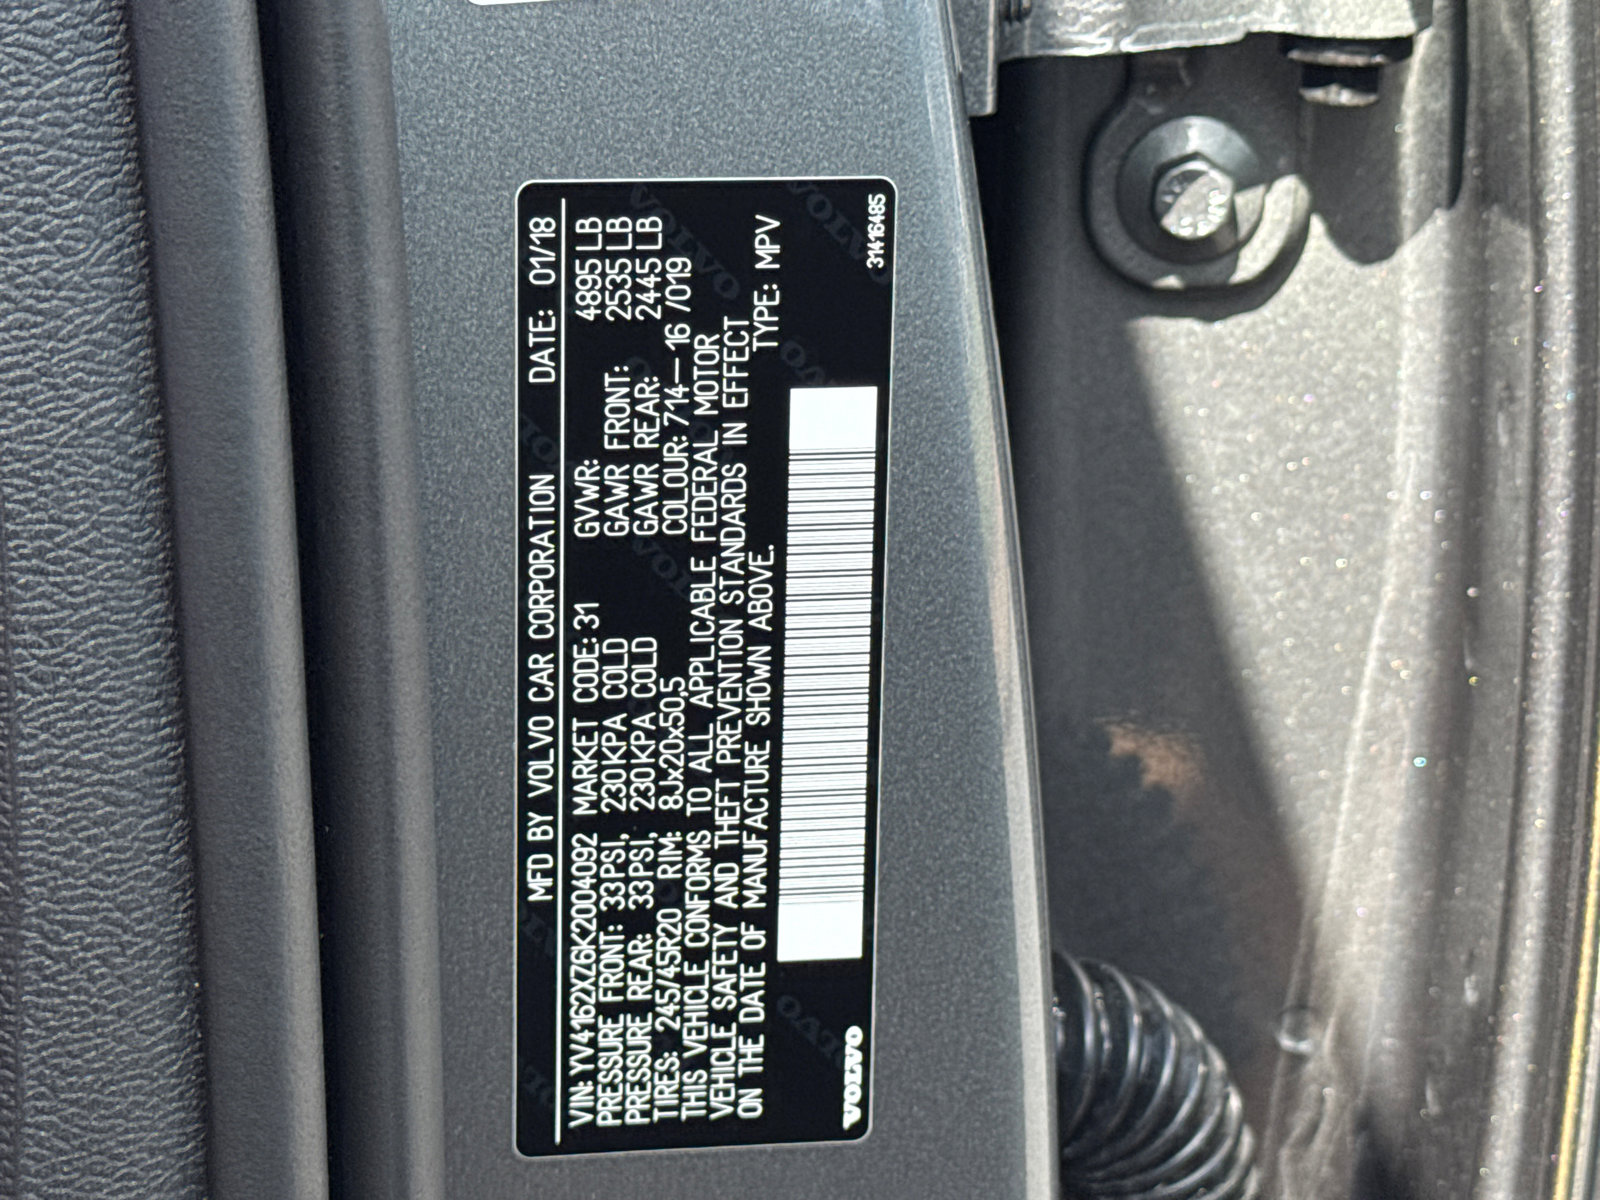 MFD BY VOLVO CAR CORPORATION DATE: 01/18
VIN: YV4162XZ6K2004092 MARKET CODE: 31 GVWR: 4895 LB
PRESSURE FRONT: 33PSI, 230KPA COLD GAWR FRONT: 2535 LB
PRESSURE REAR: 33PSI, 230KPA COLD GAWR REAR: 2445 LB
TIRES: 245/45R20 RIM: 8Jx20x50,5 COLOUR: 714—16 /019
THIS VEHICLE CONFORMS TO ALL APPLICABLE FEDERAL MOTOR
VEHICLE SAFETY AND THEFT PREVENTION STANDARDS IN EFFECT
ON THE DATE OF MANUFACTURE SHOWN ABOVE. TYPE: MPV
VOLVO 31416485